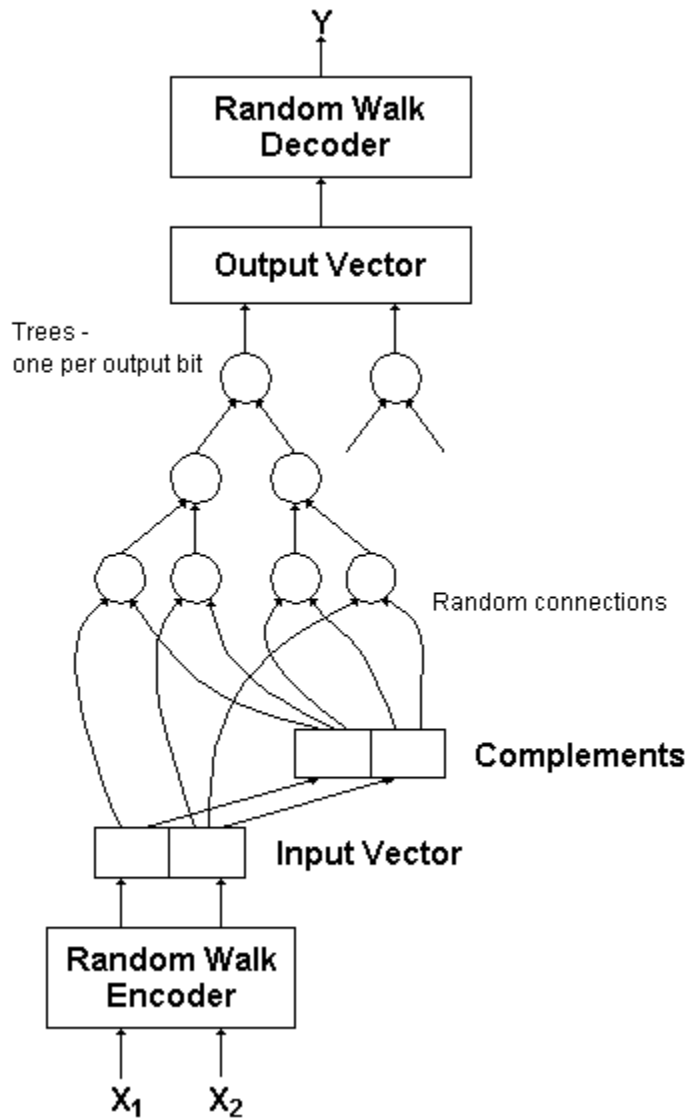 Y
Random Walk
Decoder
Output Vector
Trees -
one per output bit
Random connections
Complements
Input Vector
Random Walk
Encoder
X₁ X₂